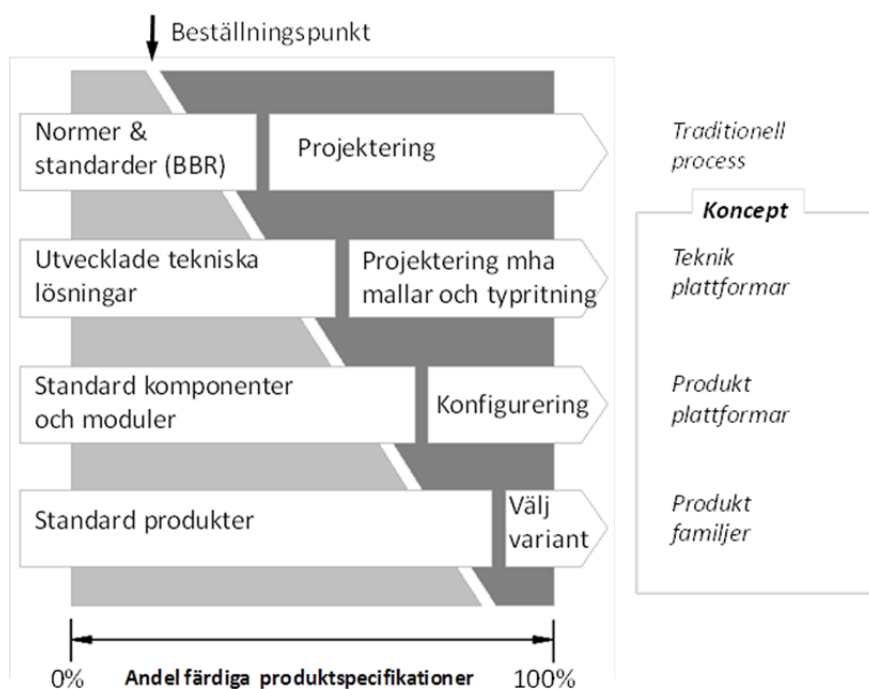 Beställningspunkt
Normer &
standarder (BBR)
Projektering
Traditionell
process
Koncept
Utvecklade tekniska
lösningar
Projektering mha
mallar och typritning
Teknik
plattformar
Standard komponenter
och moduler
Konfigurering
Produkt
plattformar
Standard produkter
Välj
variant
Produkt
familjer
0%
Andel färdiga produktspecifikationer
100%